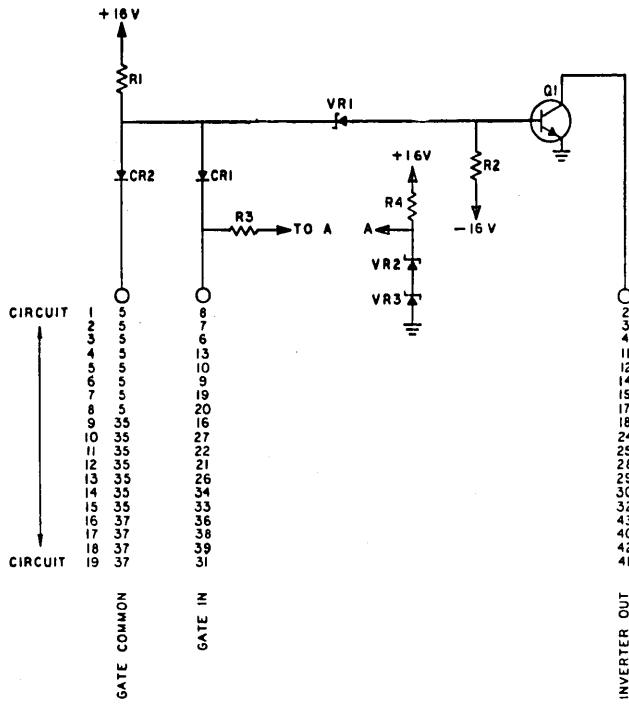 +16V
R1
Q1
VR1
+16V
R2
CR2
CR1
R4
R3
TO A
A
-16V
VR2
VR3
CIRCUIT 1 5 8 2
2 5 7 3
3 5 6 4
4 5 13 11
5 5 10 12
6 5 9 14
7 5 19 15
8 5 20 17
9 35 16 18
10 35 27 24
11 35 22 25
12 35 21 28
13 35 26 29
14 35 34 30
15 35 33 32
16 37 36 43
17 37 38 40
18 37 39 42
CIRCUIT 19 37 31 41
GATE COMMON
GATE IN
INVERTER OUT